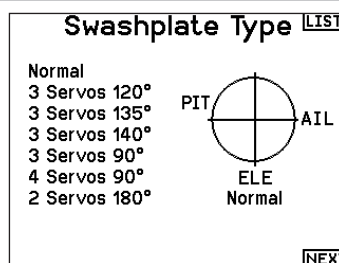 Swashplate Type
LIST
Normal
3 Servos 120°
3 Servos 135°
3 Servos 140°
3 Servos 90°
4 Servos 90°
2 Servos 180°
PIT
AIL
ELE
Normal
NEXT